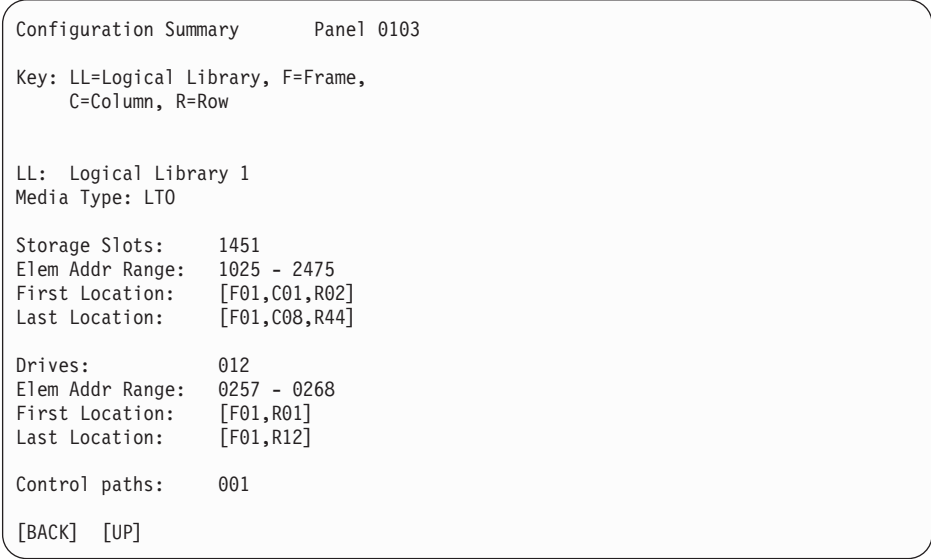 Configuration Summary Panel 0103
Key: LL=Logical Library, F=Frame,
C=Column, R=Row
LL: Logical Library 1
Media Type: LTO
Storage Slots: 1451
Elem Addr Range: 1025 - 2475
First Location: [F01,C01,R02]
Last Location: [F01,C08,R44]
Drives: 012
Elem Addr Range: 0257 - 0268
First Location: [F01,R01]
Last Location: [F01,R12]
Control paths: 001
[BACK] [UP]